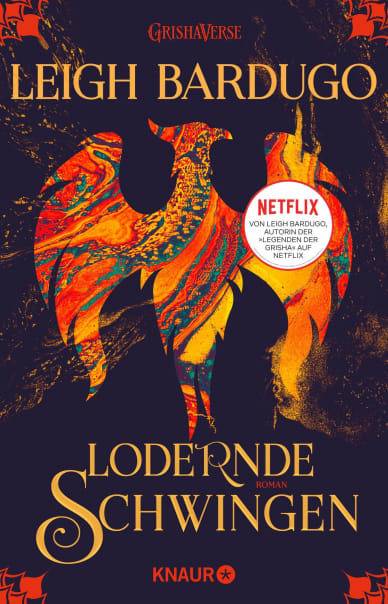 GRISHAVERSE
LEIGH BARDUGO
NETFLIX
VON LEIGH BARDUGO,
AUTORIN DER
»LEGENDEN DER
GRISHA« AUF
NETFLIX
LODERNDE
ROMAN
SCHWINGEN
KNAUR